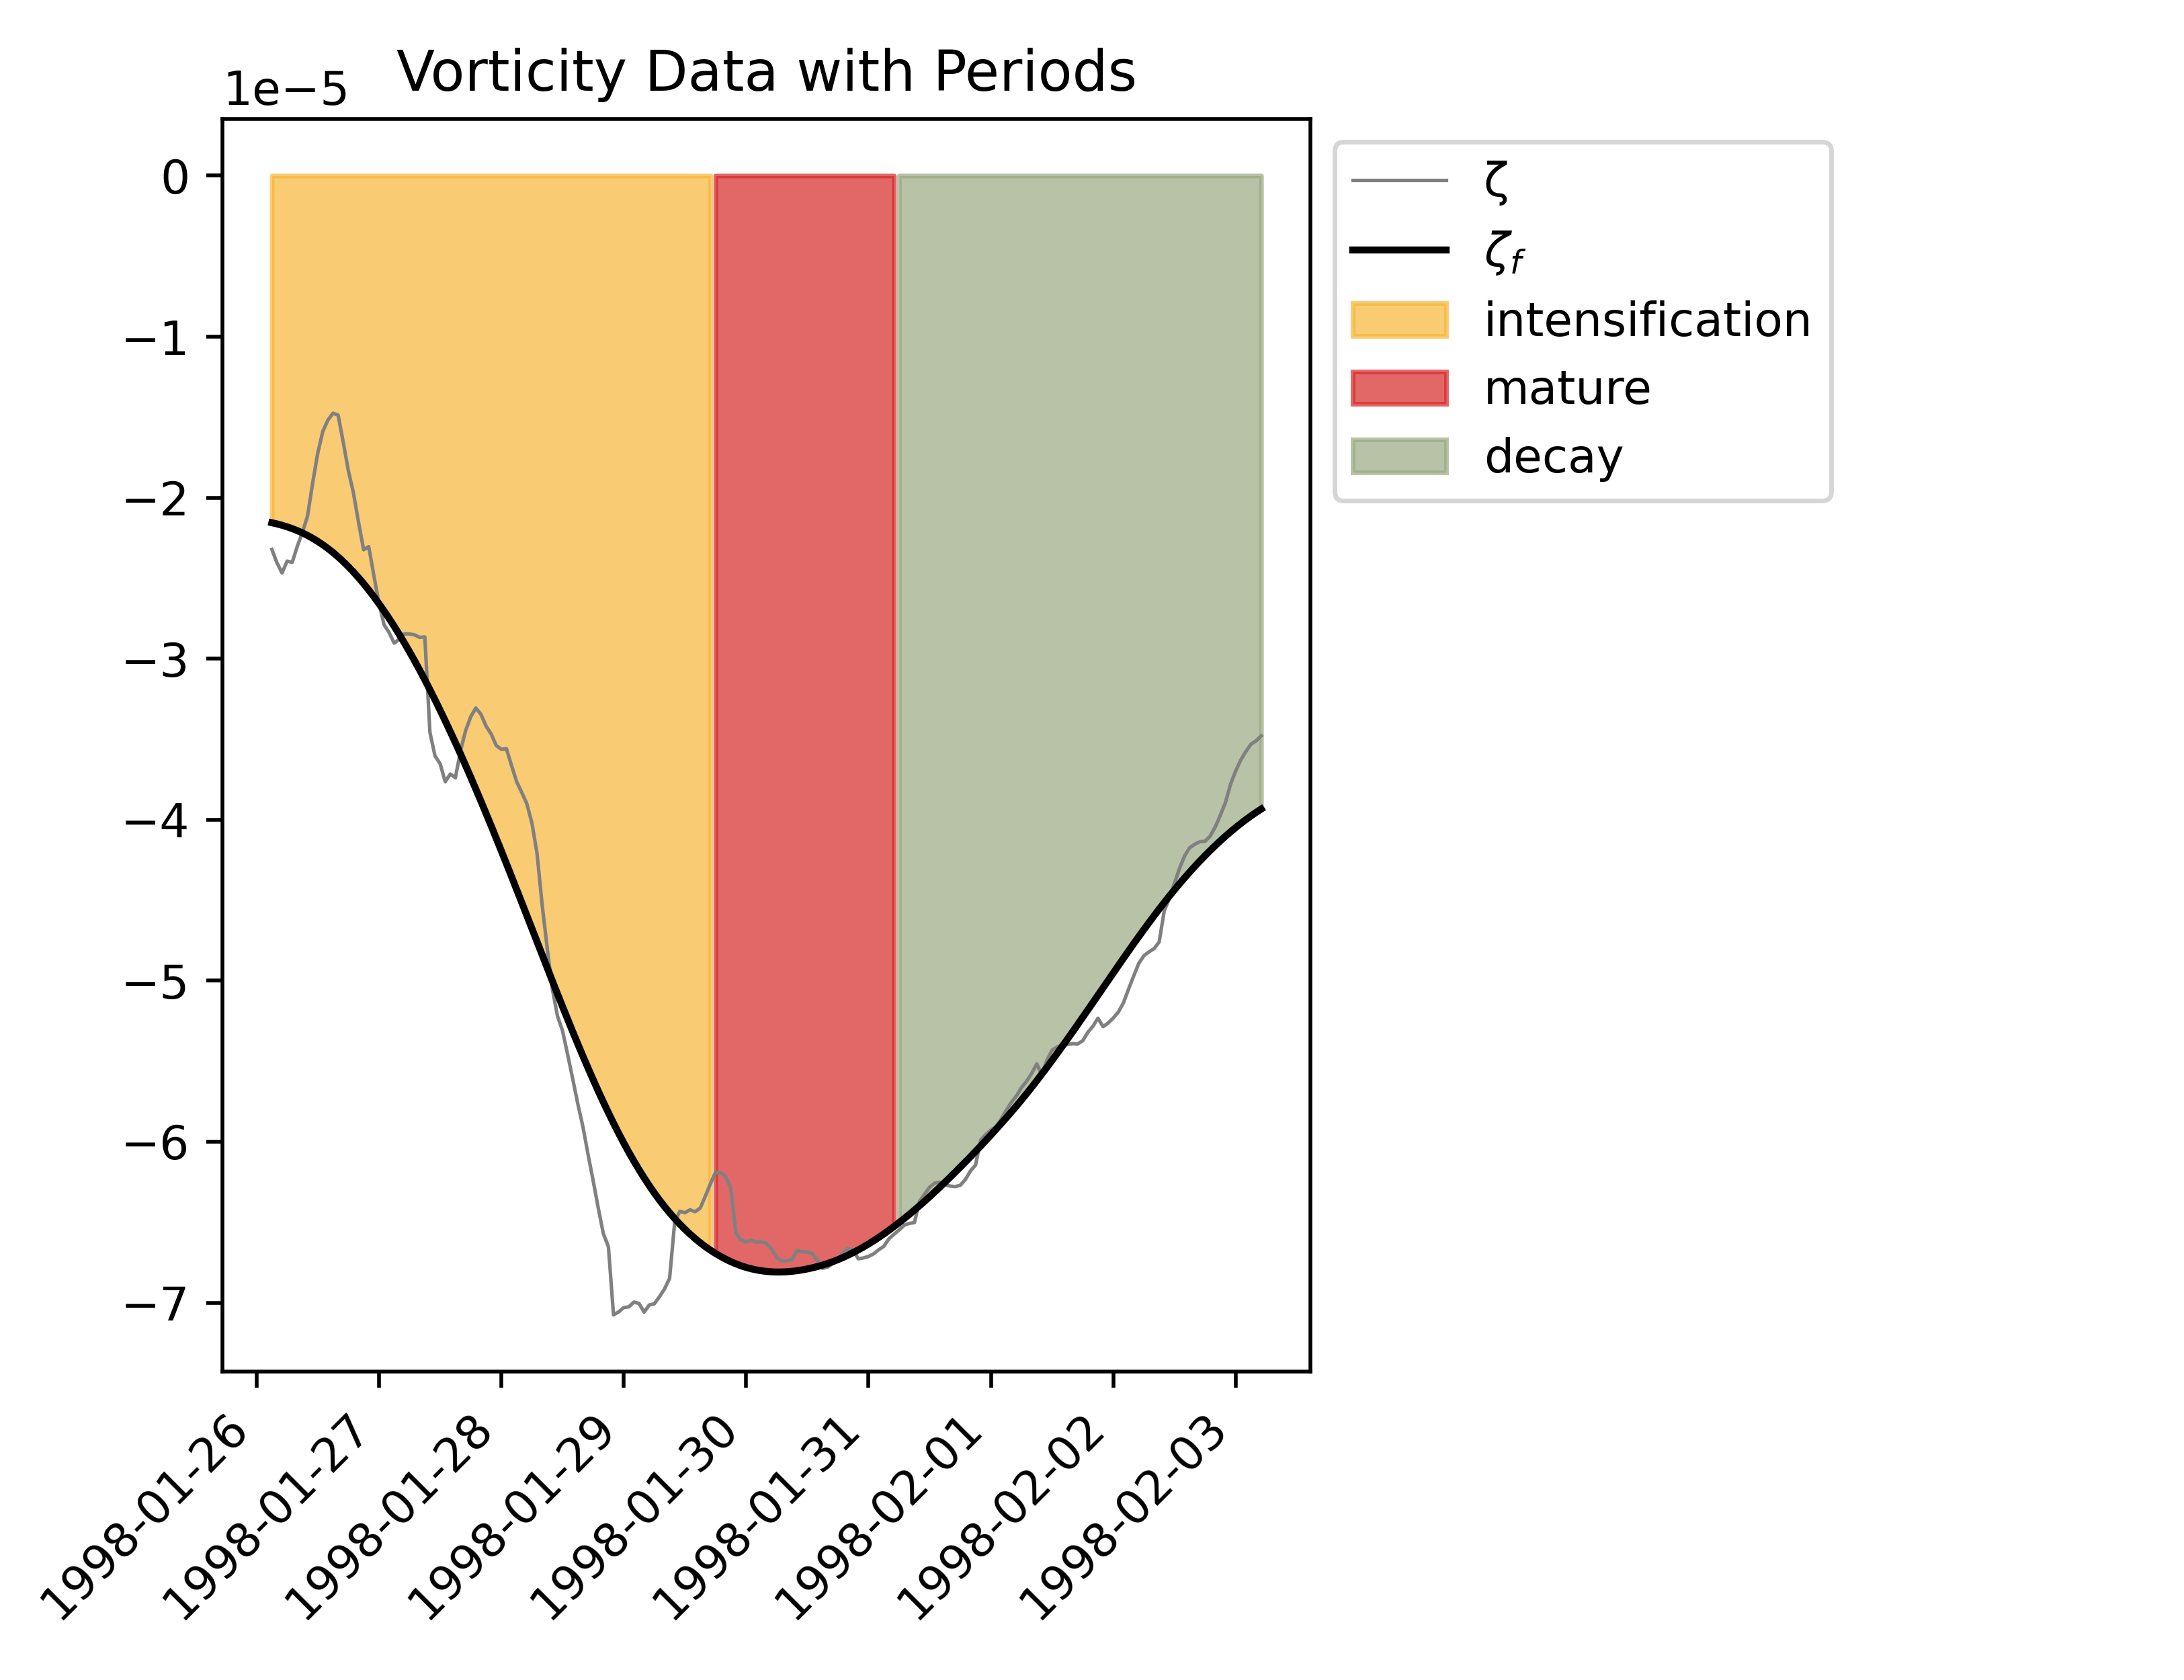 Vorticity Data with Periods
1e−5
0
−1
−2
−3
−4
−5
−6
−7
1998-01-26
1998-01-27
1998-01-28
1998-01-29
1998-01-30
1998-01-31
1998-02-01
1998-02-02
1998-02-03
ζ
ζf
intensification
mature
decay